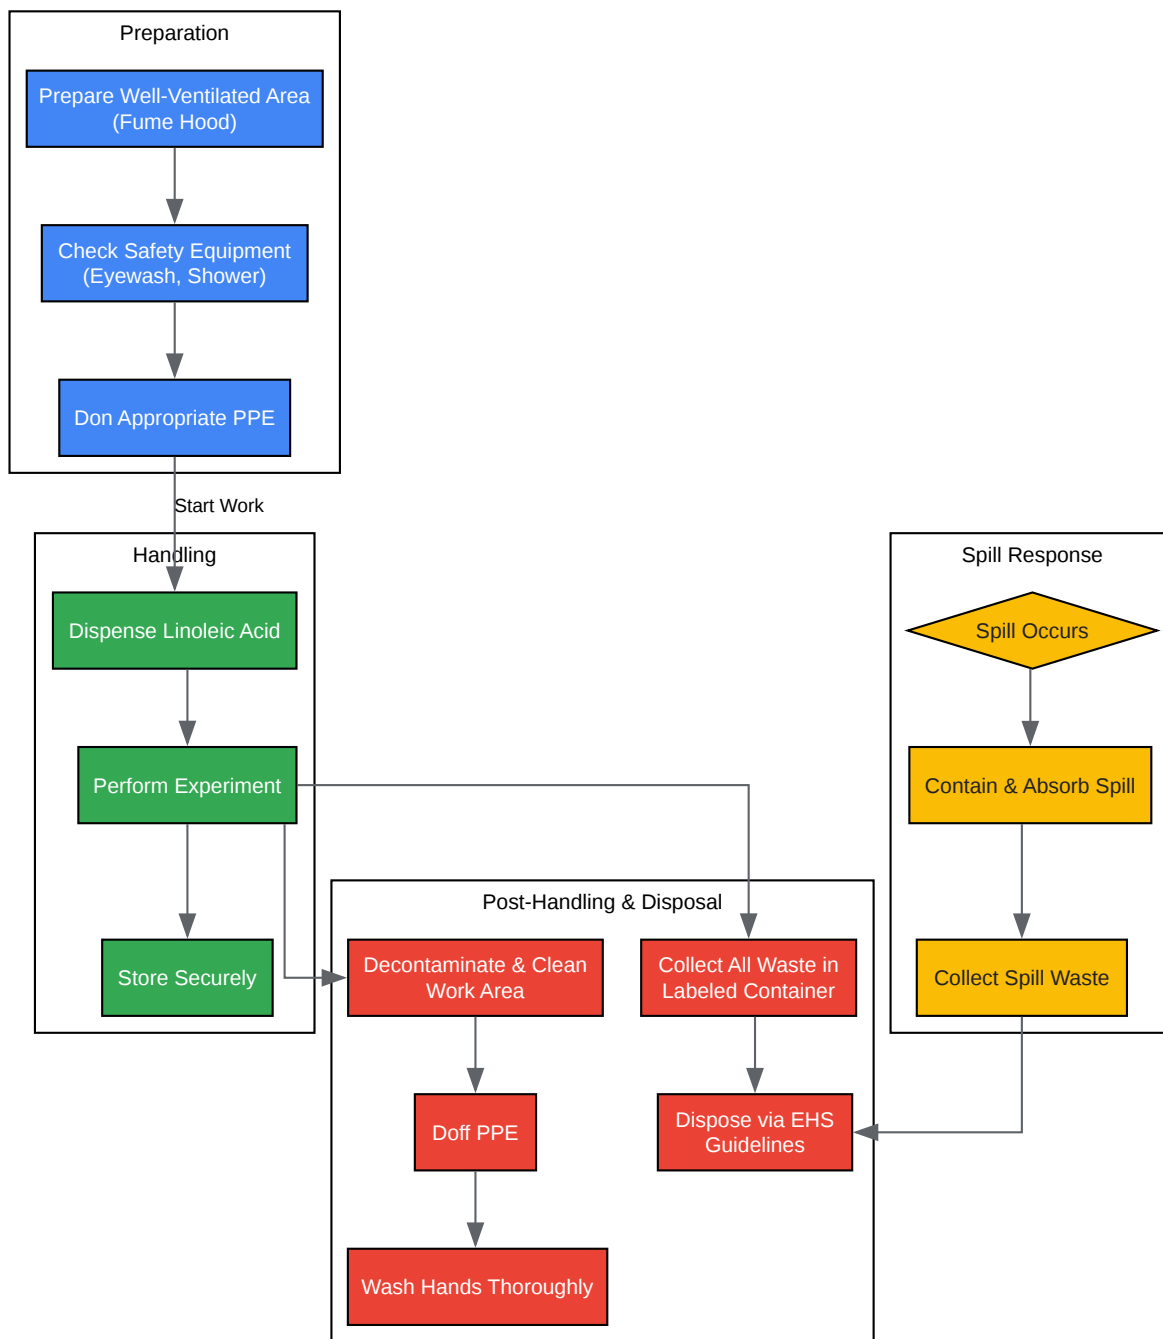 Preparation
Prepare Well-Ventilated Area
(Fume Hood)
Check Safety Equipment
(Eyewash, Shower)
Don Appropriate PPE
Start Work
Handling
Dispense Linoleic Acid
Perform Experiment
Store Securely
Post-Handling & Disposal
Decontaminate & Clean
Work Area
Doff PPE
Wash Hands Thoroughly
Collect All Waste in
Labeled Container
Dispose via EHS
Guidelines
Spill Response
Spill Occurs
Contain & Absorb Spill
Collect Spill Waste